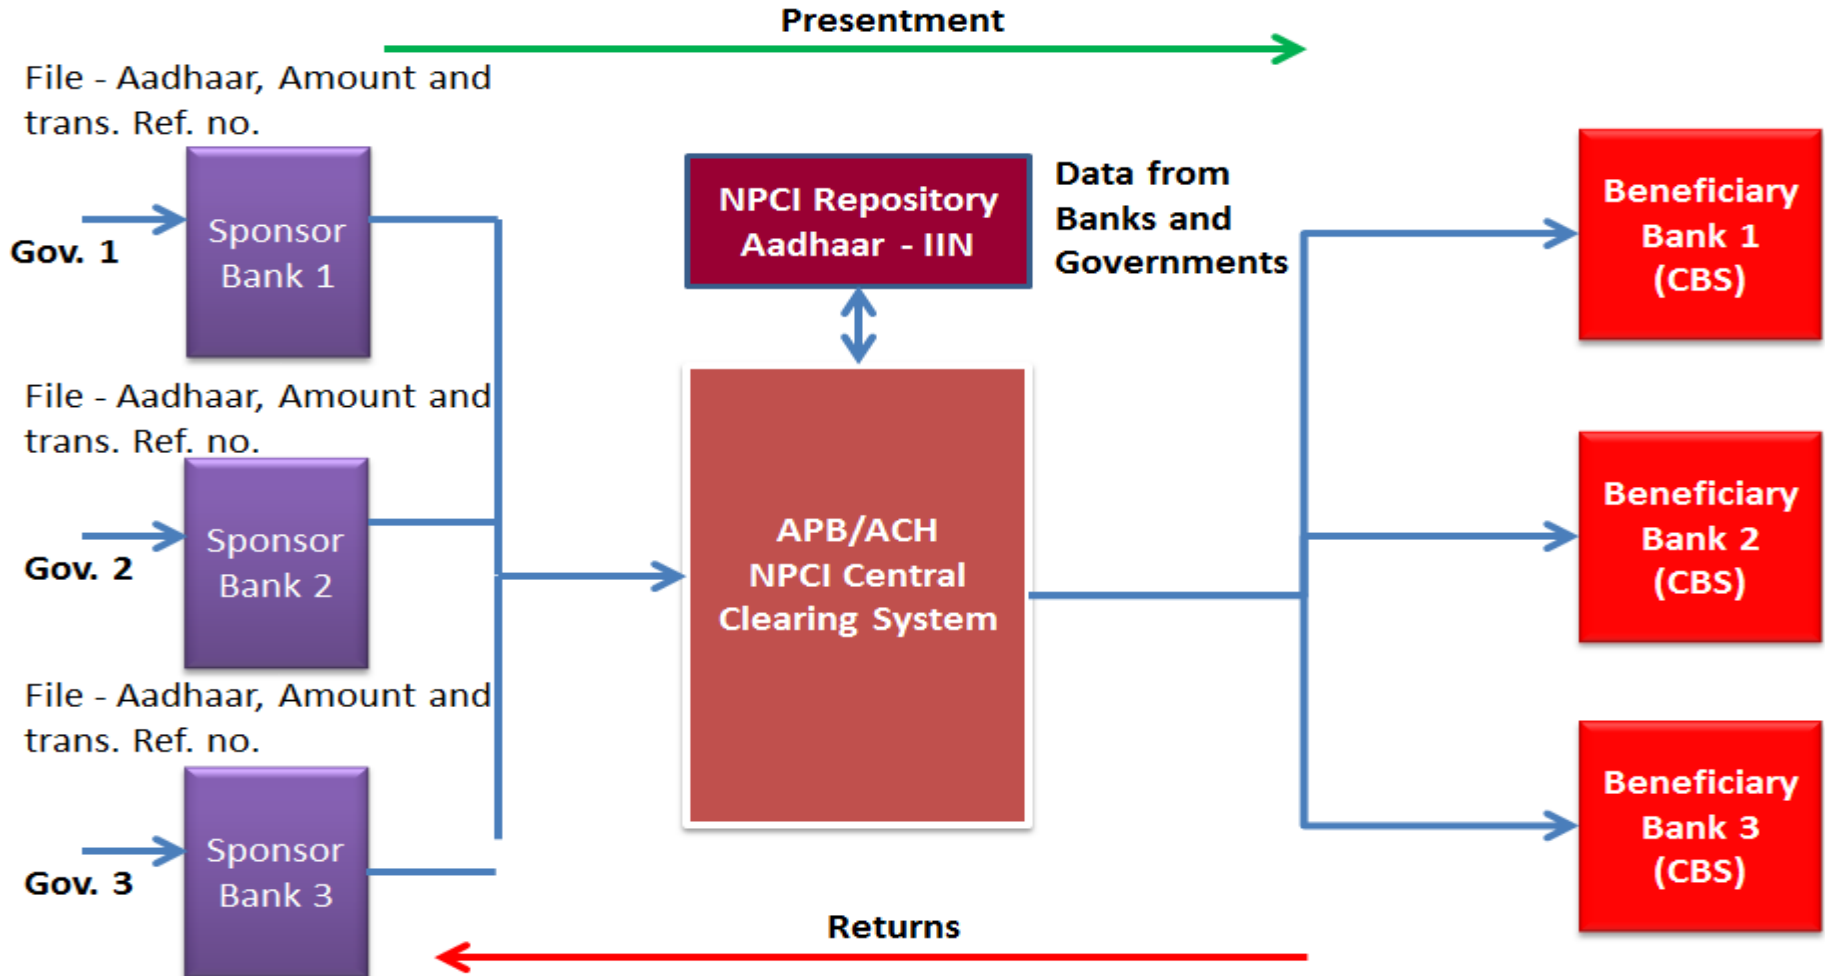 Presentment
File - Aadhaar, Amount and
trans. Ref. no.
Gov. 1
Sponsor
Bank 1
NPCI Repository
Aadhaar - IIN
Data from
Banks and
Governments
Beneficiary
Bank 1
(CBS)
File - Aadhaar, Amount and
trans. Ref. no.
Gov. 2
Sponsor
Bank 2
APB/ACH
NPCI Central
Clearing System
Beneficiary
Bank 2
(CBS)
File - Aadhaar, Amount and
trans. Ref. no.
Gov. 3
Sponsor
Bank 3
Beneficiary
Bank 3
(CBS)
Returns